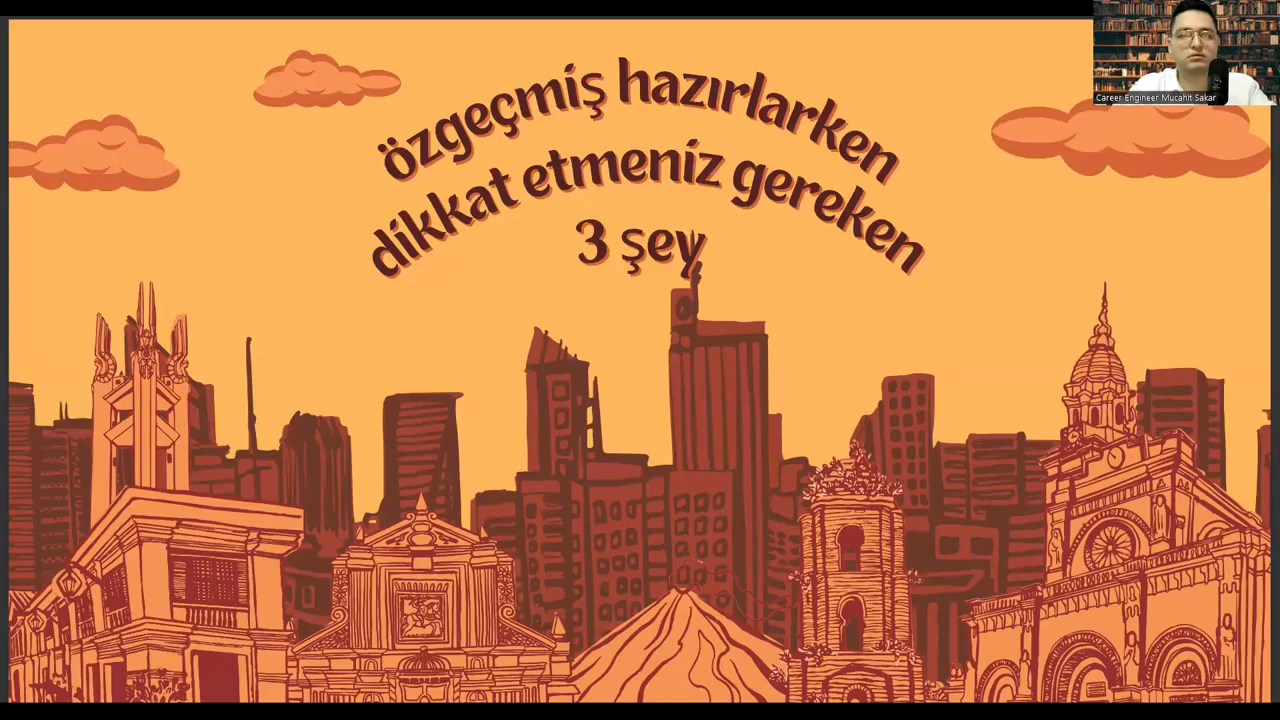 özgeçmiş hazırlarken
dikkat etmeniz gereken
3 şey
Career Engineer Mucahit Sakar